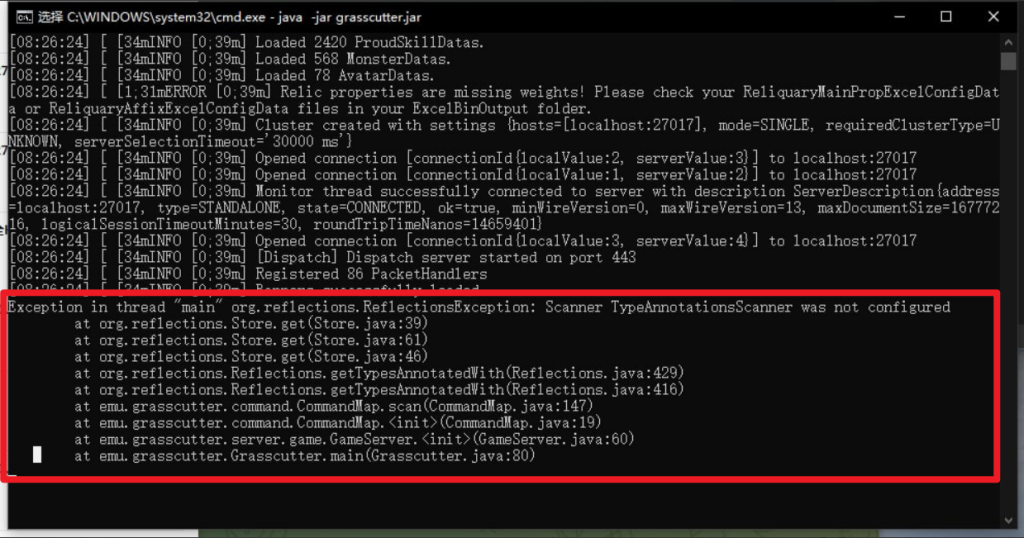 选择 C:\WINDOWS\system32\cmd.exe - java  -jar grasscutter.jar
[08:26:24] [ [34mINFO [0;39m] Loaded 2420 ProudSkillDatas.
[08:26:24] [ [34mINFO [0;39m] Loaded 568 MonsterDatas.
[08:26:24] [ [34mINFO [0;39m] Loaded 78 AvatarDatas.
[08:26:24] [ [1;31mERROR [0;39m] Relic properties are missing weights! Please check your ReliquaryMainPropExcelConfigDat
a or ReliquaryAffixExcelConfigData files in your ExcelBinOutput folder.
[08:26:24] [ [34mINFO [0;39m] Cluster created with settings {hosts=[localhost:27017], mode=SINGLE, requiredClusterType=U
NKNOWN, serverSelectionTimeout='30000 ms'}
[08:26:24] [ [34mINFO [0;39m] Opened connection [connectionId{localValue:2, serverValue:3}] to localhost:27017
[08:26:24] [ [34mINFO [0;39m] Opened connection [connectionId{localValue:1, serverValue:2}] to localhost:27017
[08:26:24] [ [34mINFO [0;39m] Monitor thread successfully connected to server with description ServerDescription{address
=localhost:27017, type=STANDALONE, state=CONNECTED, ok=true, minWireVersion=0, maxWireVersion=13, maxDocumentSize=167772
16, logicalSessionTimeoutMinutes=30, roundTripTimeNanos=14659401}
[08:26:24] [ [34mINFO [0;39m] Opened connection [connectionId{localValue:3, serverValue:4}] to localhost:27017
[08:26:24] [ [34mINFO [0;39m] [Dispatch] Dispatch server started on port 443
[08:26:24] [ [34mINFO [0;39m] Registered 86 PacketHandlers
[08:26:24] [ [34mINFO [0;39m] Banners successfully loaded
Exception in thread "main" org.reflections.ReflectionsException: Scanner TypeAnnotationsScanner was not configured
at org.reflections.Store.get(Store.java:39)
at org.reflections.Store.get(Store.java:61)
at org.reflections.Store.get(Store.java:46)
at org.reflections.Reflections.getTypesAnnotatedWith(Reflections.java:429)
at org.reflections.Reflections.getTypesAnnotatedWith(Reflections.java:416)
at emu.grasscutter.command.CommandMap.scan(CommandMap.java:147)
at emu.grasscutter.command.CommandMap.<init>(CommandMap.java:19)
at emu.grasscutter.server.game.GameServer.<init>(GameServer.java:60)
at emu.grasscutter.Grasscutter.main(Grasscutter.java:80)